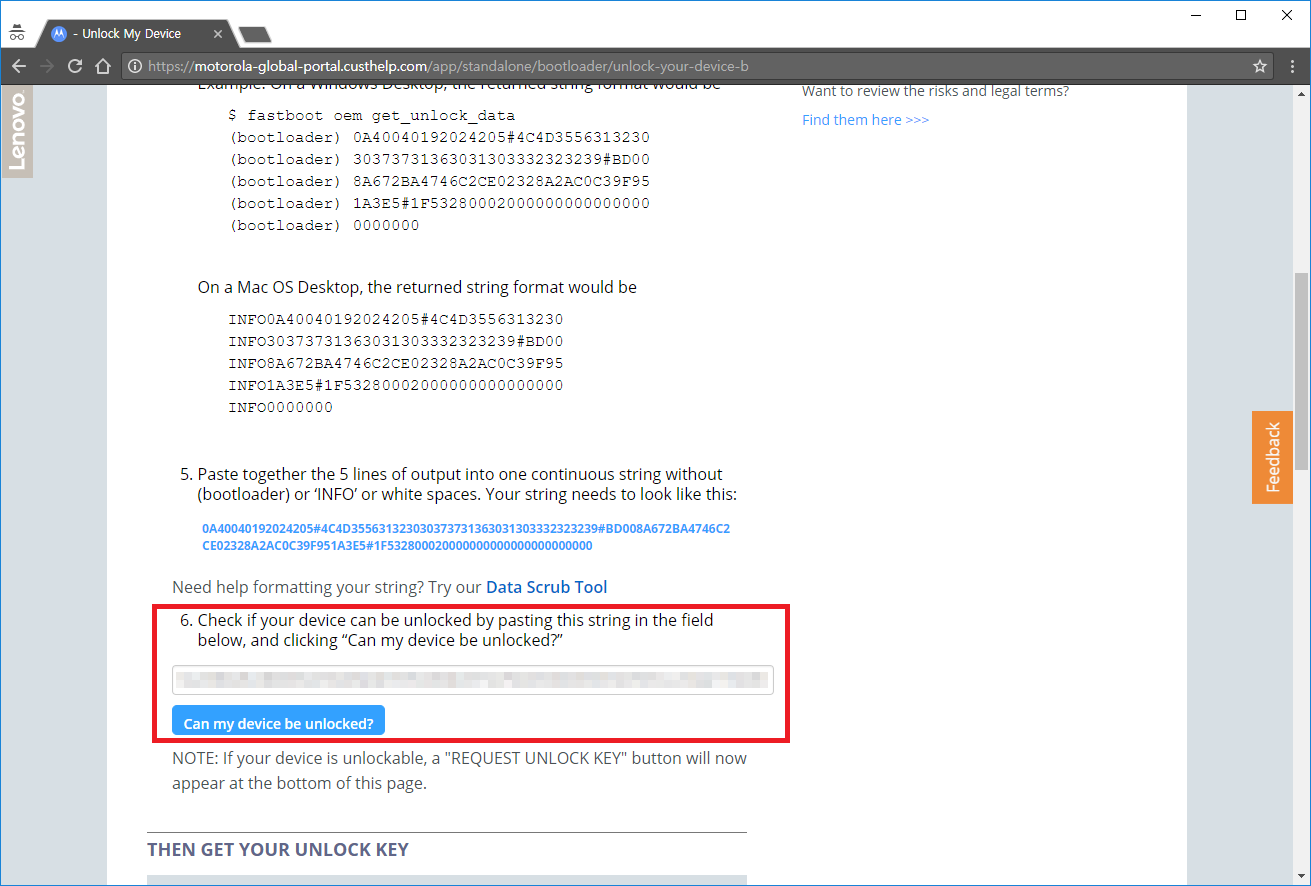 - Unlock My Device
https://motorola-global-portal.custhelp.com/app/standalone/bootloader/unlock-your-device-b
Lenovo
Example: On a Windows Desktop, the returned string format would be
$ fastboot oem get_unlock_data
(bootloader) 0A40040192024205#4C4D3556313230
(bootloader) 30373731363031303332323239#BD00
(bootloader) 8A672BA4746C2CE02328A2AC0C39F95
(bootloader) 1A3E5#1F53280002000000000000000
(bootloader) 0000000
On a Mac OS Desktop, the returned string format would be
INFO0A40040192024205#4C4D3556313230
INFO30373731363031303332323239#BD00
INFO8A672BA4746C2CE02328A2AC0C39F95
INFO1A3E5#1F53280002000000000000000
INFO0000000
5. Paste together the 5 lines of output into one continuous string without
(bootloader) or ‘INFO’ or white spaces. Your string needs to look like this:
0A40040192024205#4C4D355631323030373731363031303332323239#BD008A672BA4746C2
CE02328A2AC0C39F951A3E5#1F532800020000000000000000000000
Need help formatting your string? Try our Data Scrub Tool
6. Check if your device can be unlocked by pasting this string in the field
below, and clicking “Can my device be unlocked?”
Can my device be unlocked?
NOTE: If your device is unlockable, a "REQUEST UNLOCK KEY" button will now
appear at the bottom of this page.
THEN GET YOUR UNLOCK KEY
Want to review the risks and legal terms?
Find them here >>>
Feedback